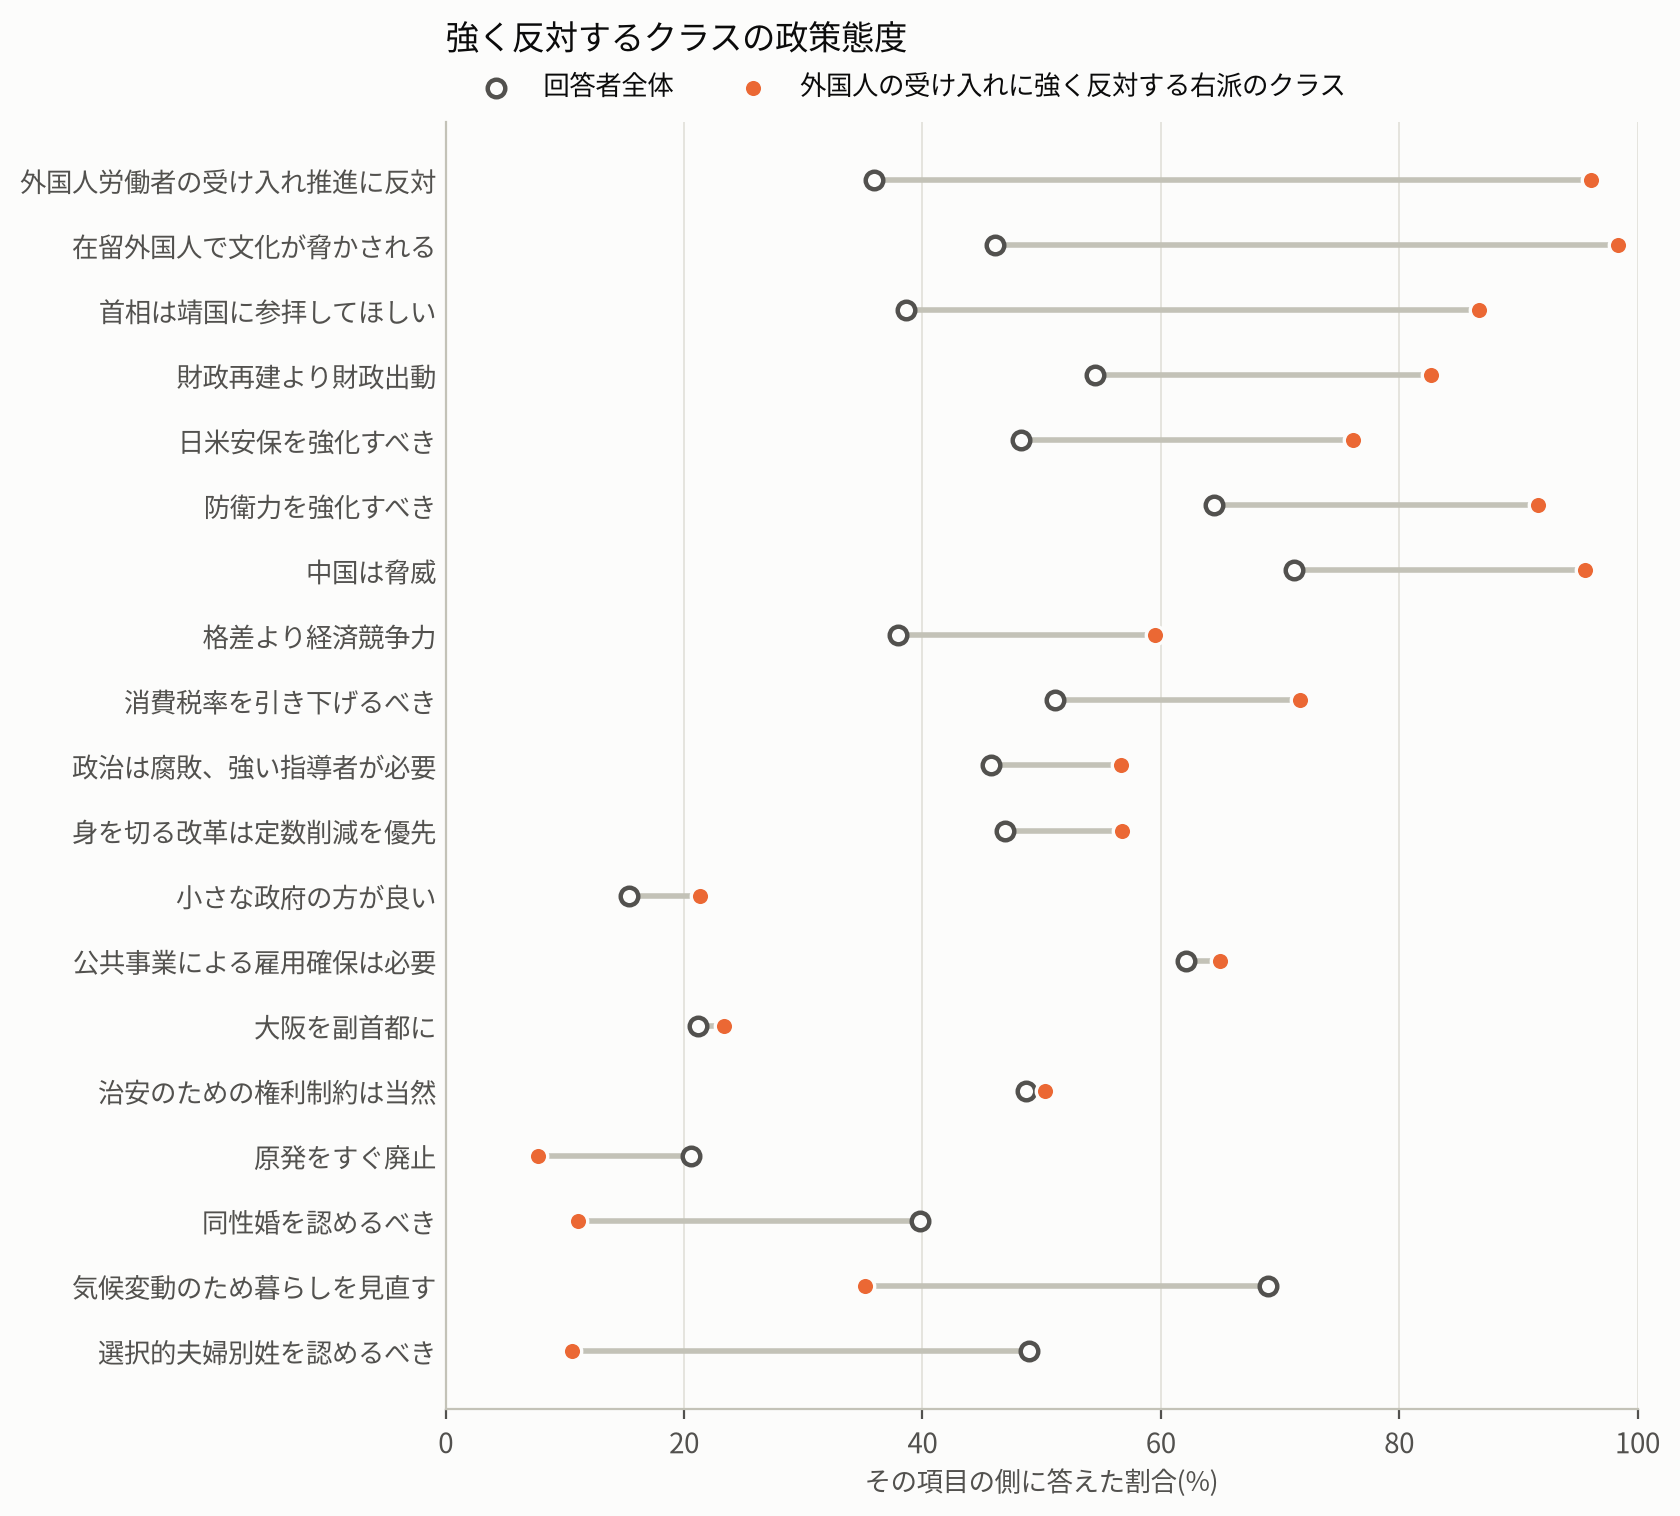 強く反対するクラスの政策態度
回答者全体 外国人の受け入れに強く反対する右派のクラス
外国人労働者の受け入れ推進に反対
在留外国人で文化が脅かされる
首相は靖国に参拝してほしい
財政再建より財政出動
日米安保を強化すべき
防衛力を強化すべき
中国は脅威
格差より経済競争力
消費税率を引き下げるべき
政治は腐敗、強い指導者が必要
身を切る改革は定数削減を優先
小さな政府の方が良い
公共事業による雇用確保は必要
大阪を副首都に
治安のための権利制約は当然
原発をすぐ廃止
同性婚を認めるべき
気候変動のため暮らしを見直す
選択的夫婦別姓を認めるべき
0 20 40 60 80 100
その項目の側に答えた割合(%)